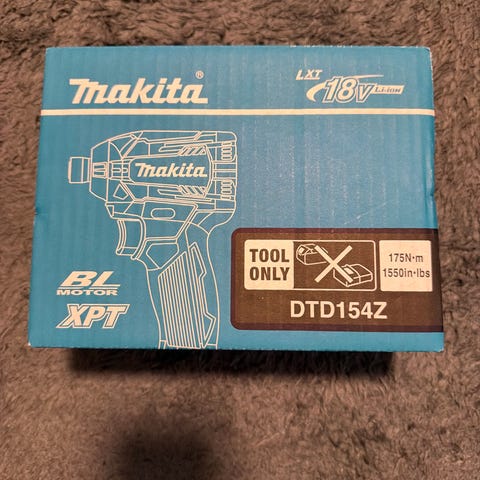 makita®
LXT 18V Li-ION
makita
BL
MOTOR
XPT
TOOL
ONLY
175N·m
1550in·lbs
DTD154Z